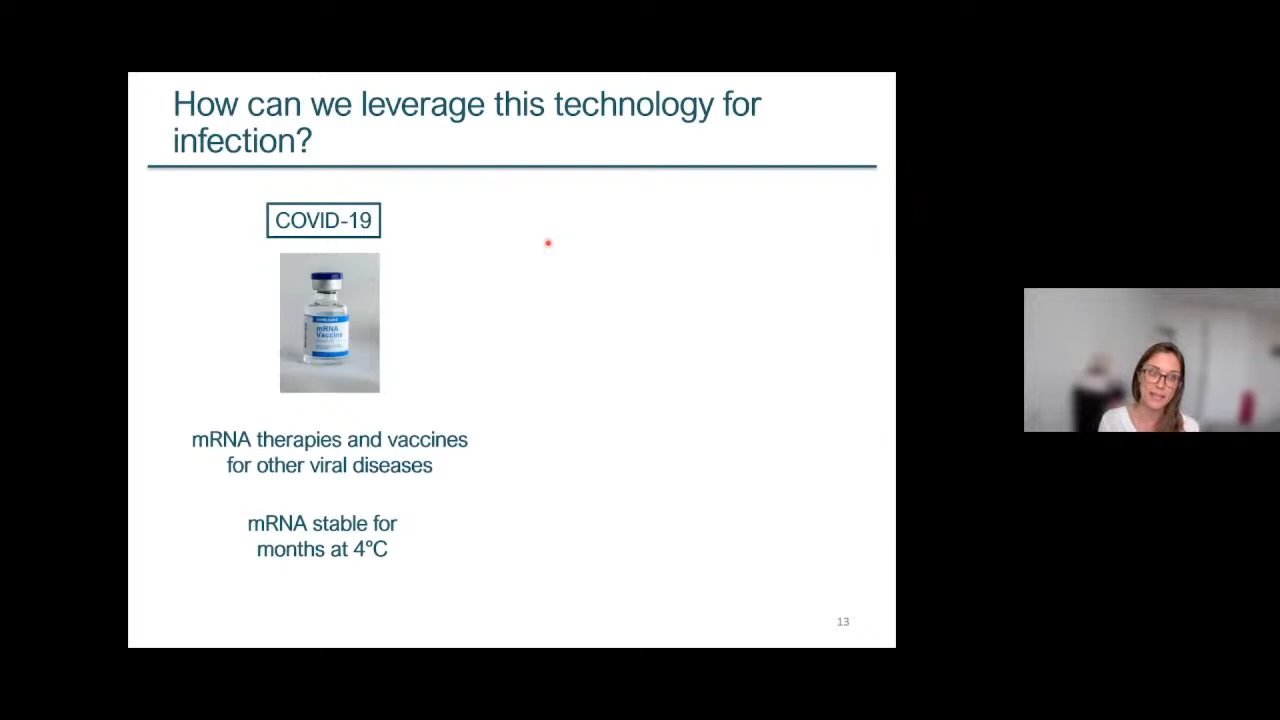 How can we leverage this technology for
infection?
COVID-19
mRNA
Vaccine
mRNA therapies and vaccines
for other viral diseases
mRNA stable for
months at 4°C
13